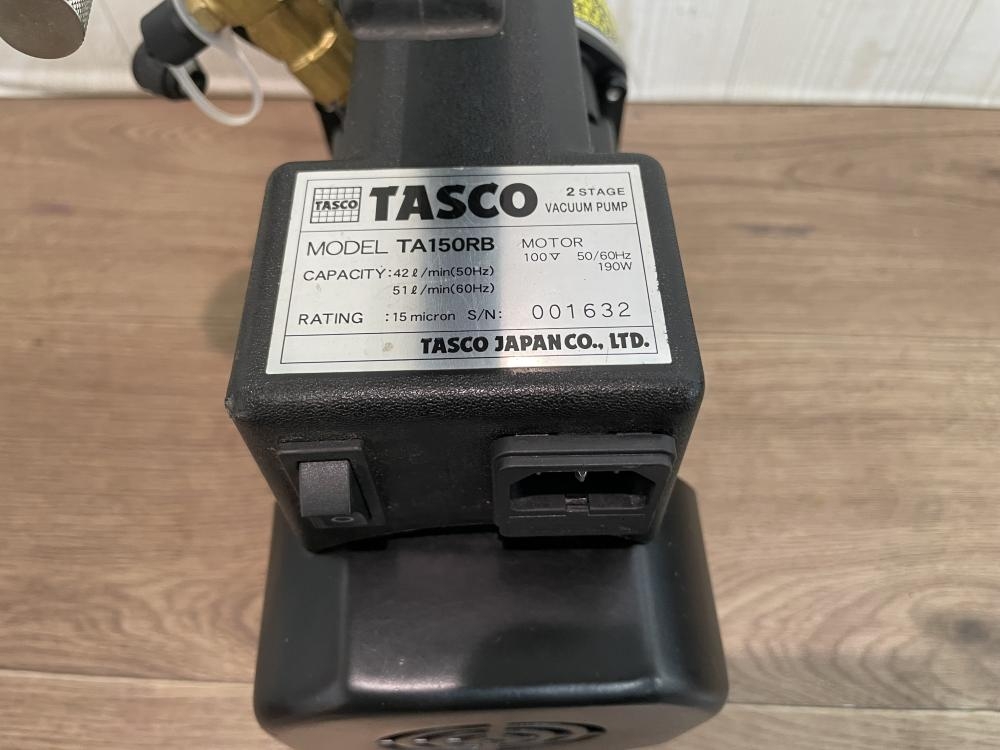 TASCO TASCO 2 STAGE
VACUUM PUMP
MODEL TA150RB MOTOR
100V 50/60Hz
190W
CAPACITY:42ℓ/min(50Hz)
51ℓ/min(60Hz)
RATING :15 micron S/N: 001632
TASCO JAPAN CO., LTD.